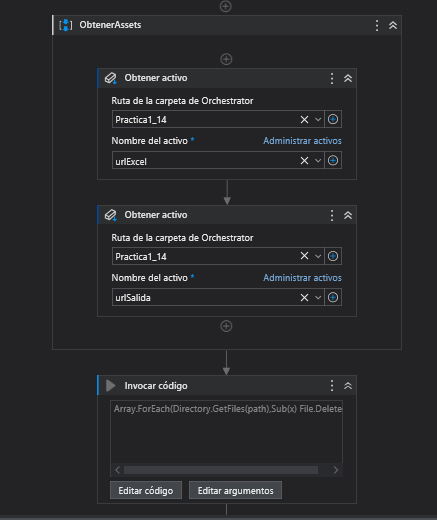 ObtenerAssets
Obtener activo
Ruta de la carpeta de Orchestrator
Practica1_14
Nombre del activo * Administrar activos
urlExcel
Obtener activo
Ruta de la carpeta de Orchestrator
Practica1_14
Nombre del activo * Administrar activos
urlSalida
Invocar código
Array.ForEach(Directory.GetFiles(path),Sub(x) File.Delete
Editar código Editar argumentos